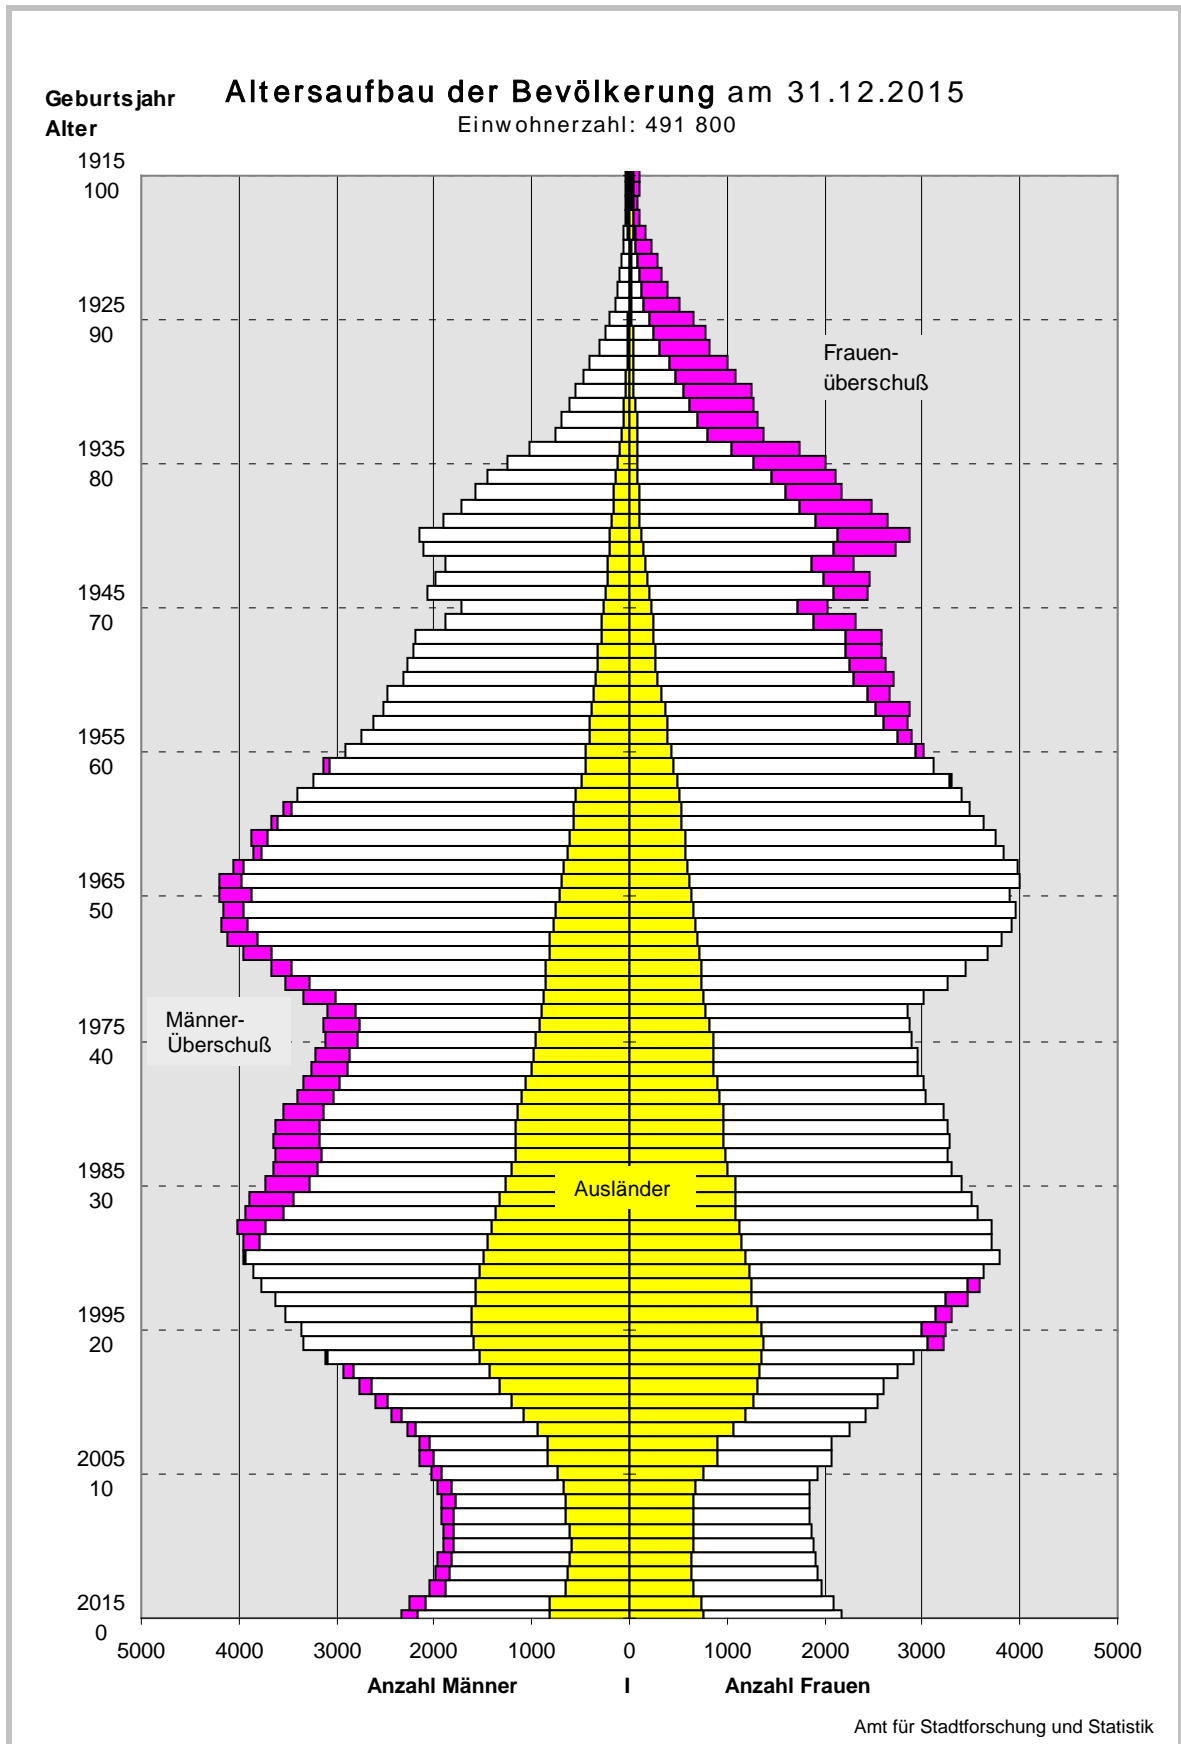 Altersaufbau der Bevölkerung am 31.12.2015
Einwohnerzahl: 491 800
Geburtsjahr
Alter
1915
100
1925
90
Frauen-
überschuß
1935
80
1945
70
1955
60
1965
50
Männer-
Überschuß
1975
40
1985
30
Ausländer
1995
20
2005
10
2015
0
5000 4000 3000 2000 1000 0 1000 2000 3000 4000 5000
Anzahl Männer I Anzahl Frauen
Amt für Stadtforschung und Statistik